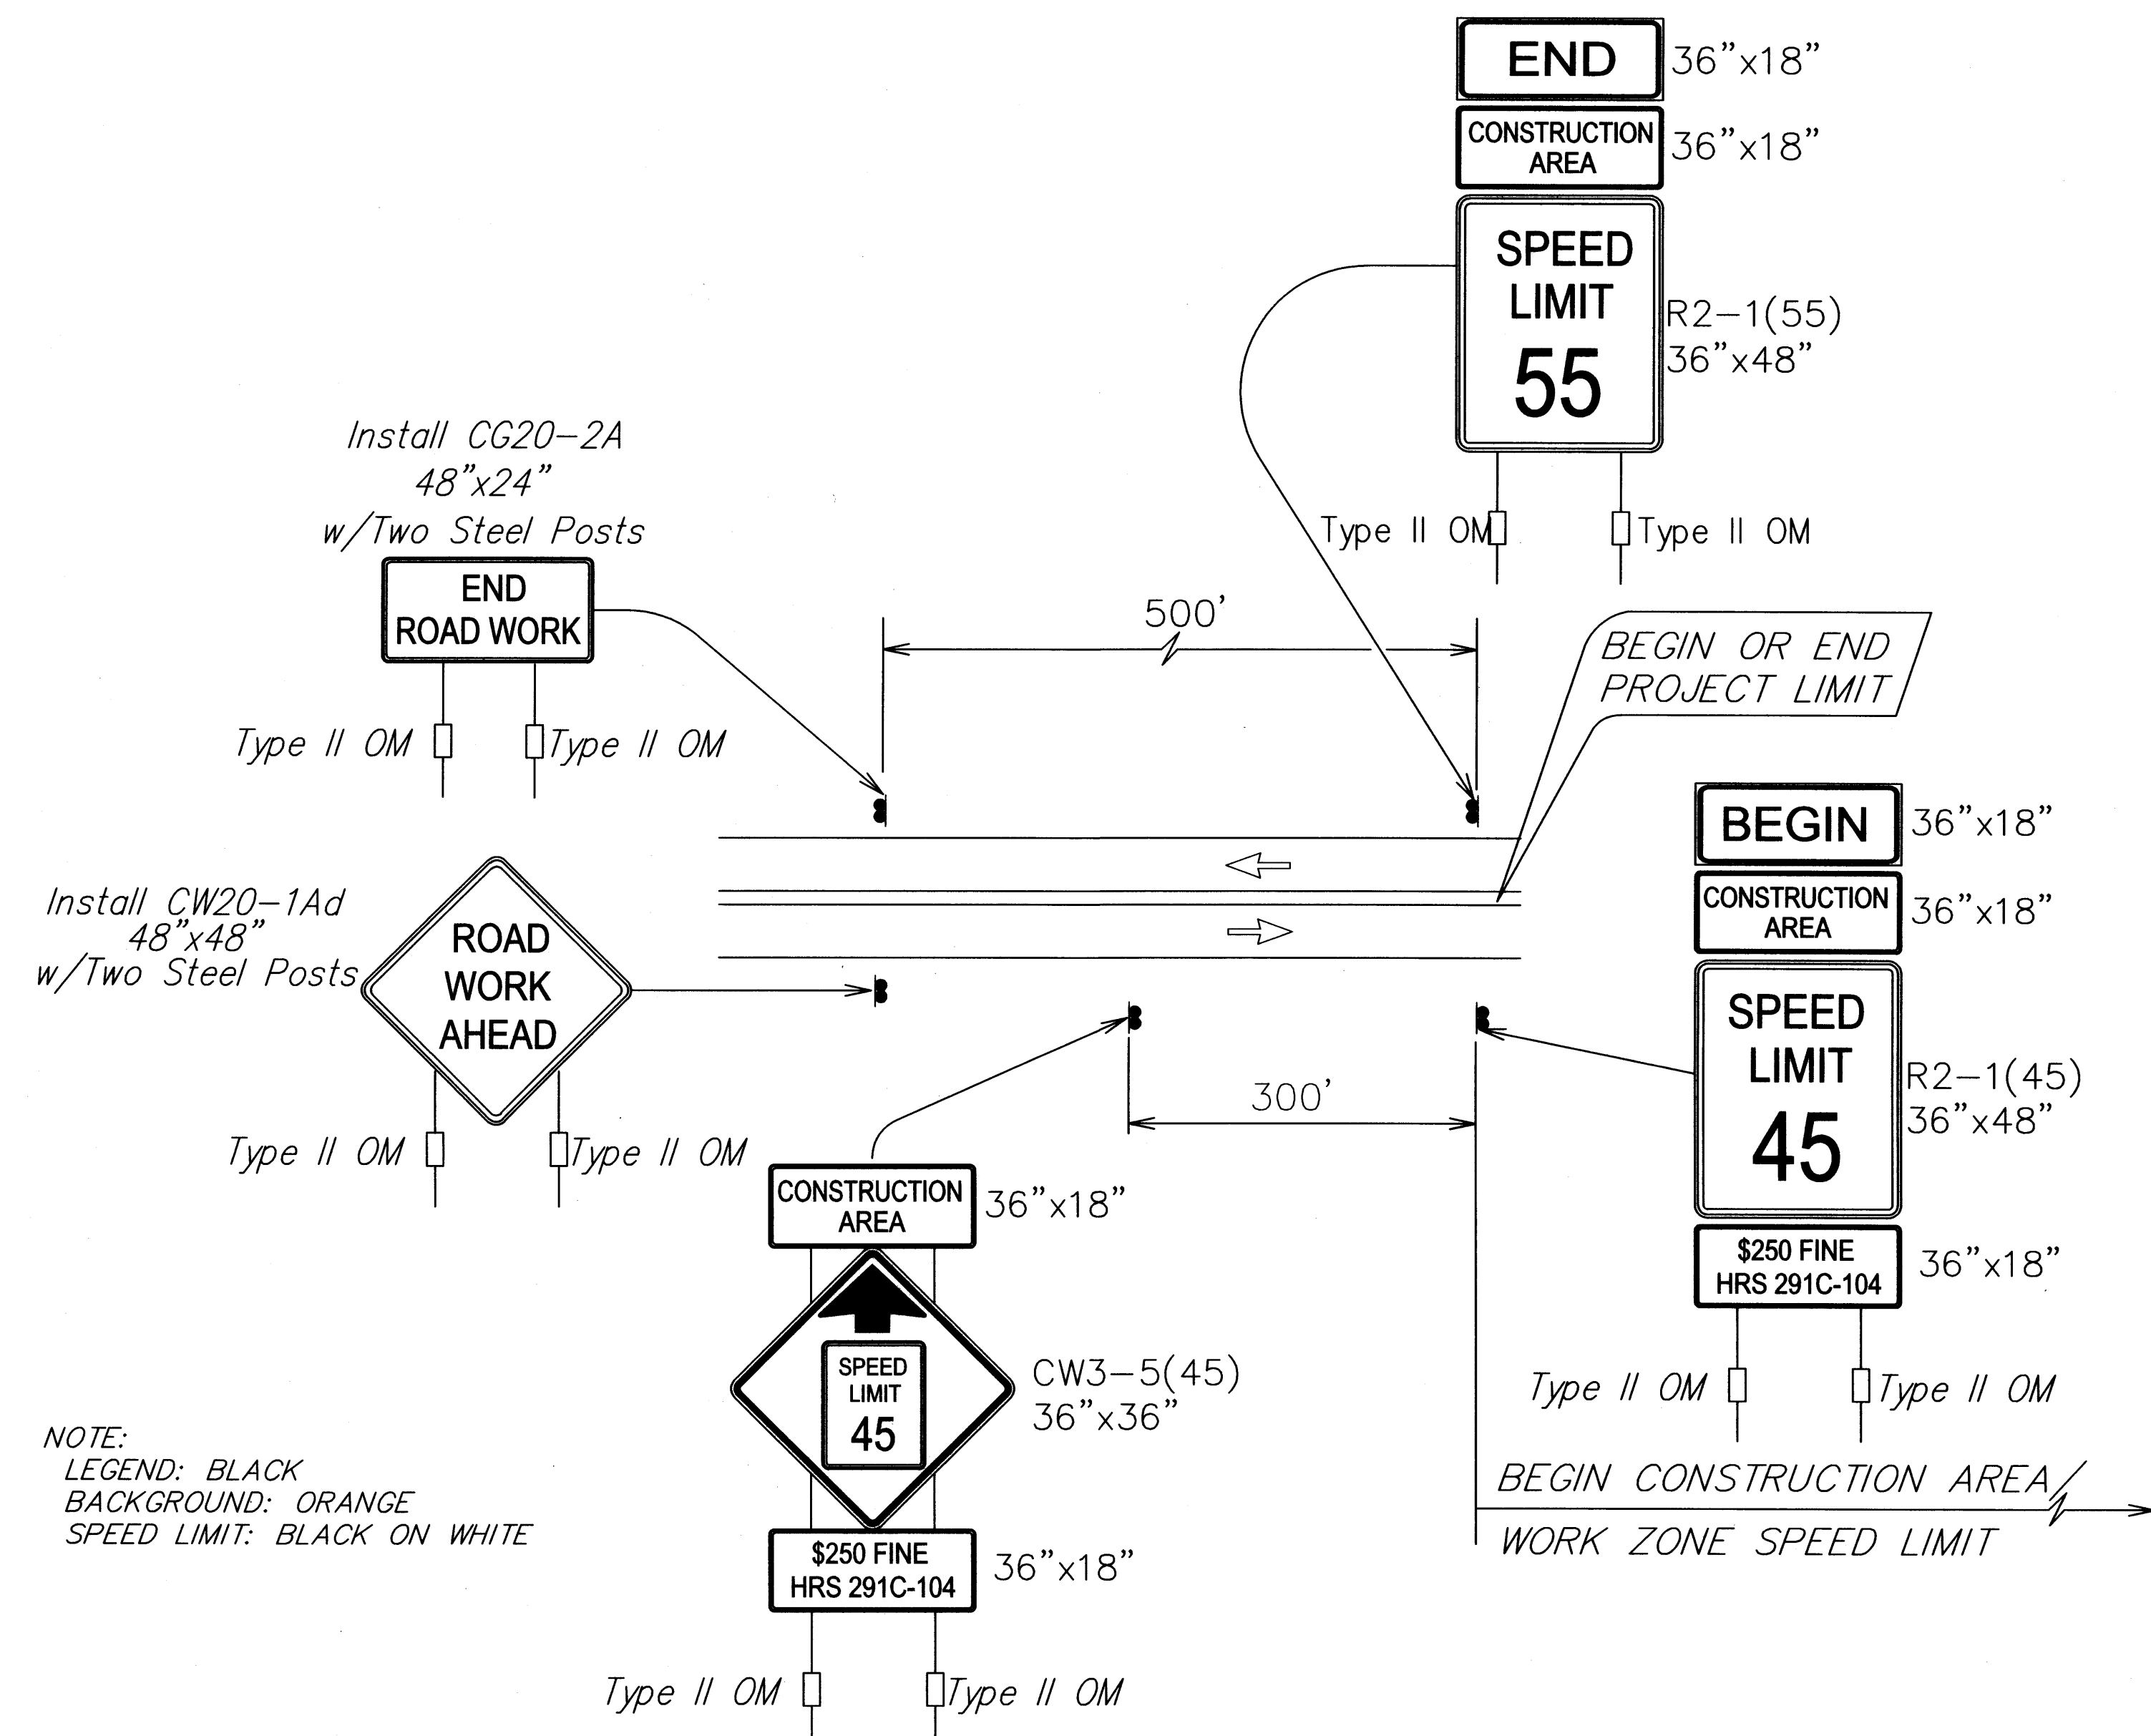 END
36”x18”
CONSTRUCTION
AREA
36”x18”
SPEED
LIMIT
55
R2-1(55)
36”x48”
Type II OM
Type II OM
Install CG20-2A
48”x24”
w/Two Steel Posts
END
ROAD WORK
Type II OM
Type II OM
500’
BEGIN OR END
PROJECT LIMIT
Install CW20-1Ad
48”x48”
w/Two Steel Posts
ROAD
WORK
AHEAD
Type II OM
Type II OM
BEGIN
36”x18”
CONSTRUCTION
AREA
36”x18”
SPEED
LIMIT
45
R2-1(45)
36”x48”
$250 FINE
HRS 291C-104
36”x18”
Type II OM
Type II OM
300’
CONSTRUCTION
AREA
36”x18”
SPEED
LIMIT
45
CW3-5(45)
36”x36”
$250 FINE
HRS 291C-104
36”x18”
Type II OM
Type II OM
BEGIN CONSTRUCTION AREA/
WORK ZONE SPEED LIMIT
NOTE:
LEGEND: BLACK
BACKGROUND: ORANGE
SPEED LIMIT: BLACK ON WHITE